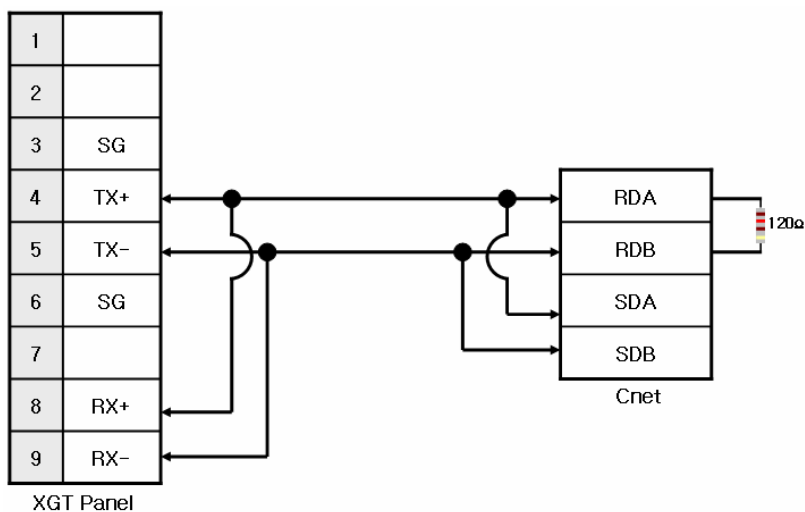 1
2
3 SG
4 TX+
5 TX-
6 SG
7
8 RX+
9 RX-
XGT Panel
RDA
RDB
SDA
SDB
Cnet
120Ω